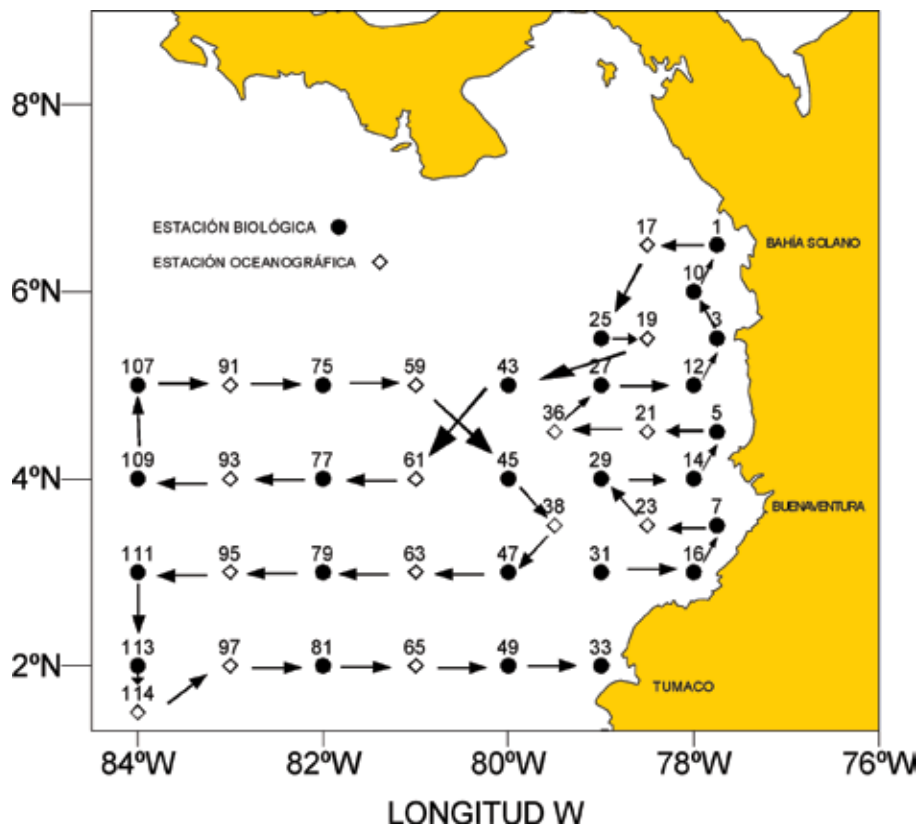 8ºN
17 1
ESTACIÓN BIOLÓGICA
BAHÍA SOLANO
ESTACIÓN OCEANOGRÁFICA
10
6ºN
25 19 3
107 91 75 59 43 27 12
36 21 5
109 93 77 61 45 29 14
4ºN
38 23 7
BUENAVENTURA
111 95 79 63 47 31 16
113 97 81 65 49 33
2ºN
TUMACO
114
84ºW 82ºW 80ºW 78ºW 76ºW
LONGITUD W